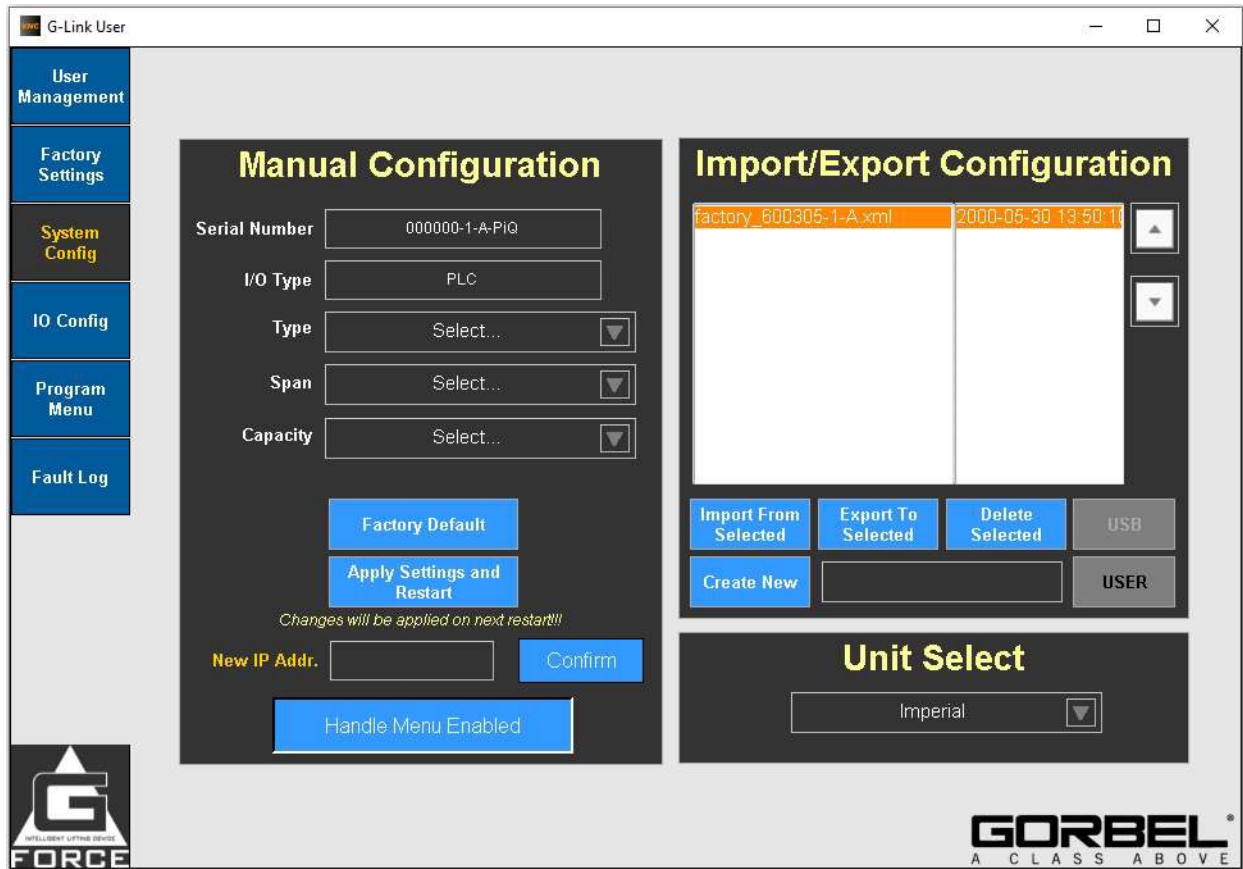 G-Link User
User
Management
Factory
Settings
System
Config
IO Config
Program
Menu
Fault Log
Manual Configuration
Serial Number 000000-1-A-PiQ
I/O Type PLC
Type Select...
Span Select...
Capacity Select...
Factory Default
Apply Settings and
Restart
Changes will be applied on next restart!!!
New IP Addr. Confirm
Handle Menu Enabled
Import/Export Configuration
factory_600305-1-A.xml 2000-05-30 13:50:10
Import From
Selected
Export To
Selected
Delete
Selected
USB
Create New
USER
Unit Select
Imperial
G
INTELLIGENT LIFTING DEVICE
FORCE
GORBEL®
A CLASS ABOVE